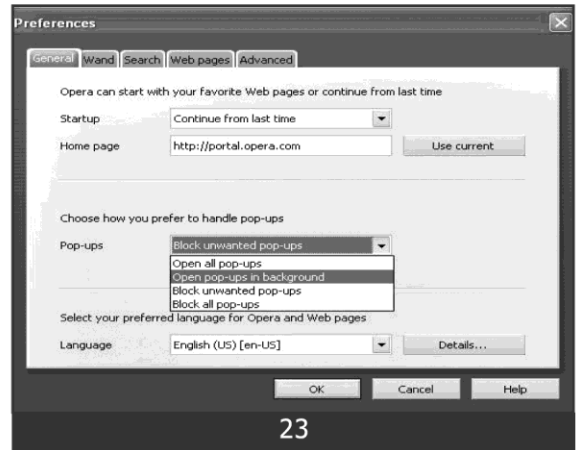 Preferences
General Wand Search Web pages Advanced
Opera can start with your favorite Web pages or continue from last time
Startup Continue from last time
Home page http://portal.opera.com Use current
Choose how you prefer to handle pop-ups
Pop-ups Block unwanted pop-ups
Open all pop-ups
Open pop-ups in background
Block unwanted pop-ups
Block all pop-ups
Select your preferred language for Opera and Web pages
Language English (US) [en-US] Details...
OK Cancel Help
23